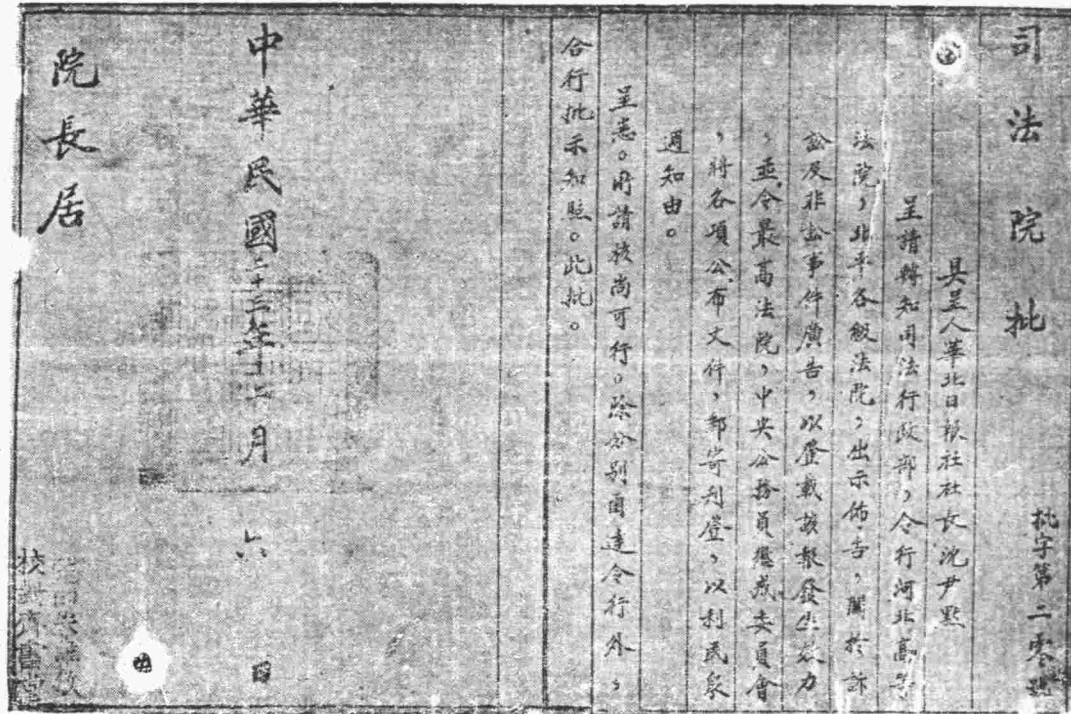 司法院批
批字第二零號
具呈人華北日報社社長沈尹默
呈請轉知司法行政部,令行河北高等
法院,北平各級法院,出示佈告,關於訴
訟及非訟事件廣告,以登載該報發生效力
,並令最高法院,中央公務員懲戒委員會
,將各項公布文件,郵寄刊登,以利民眾
週知由。
呈悉。所請核尚可行。除分別函達令行外,
合行批示知照。此批。
中華民國二十三年十二月六日
院長居